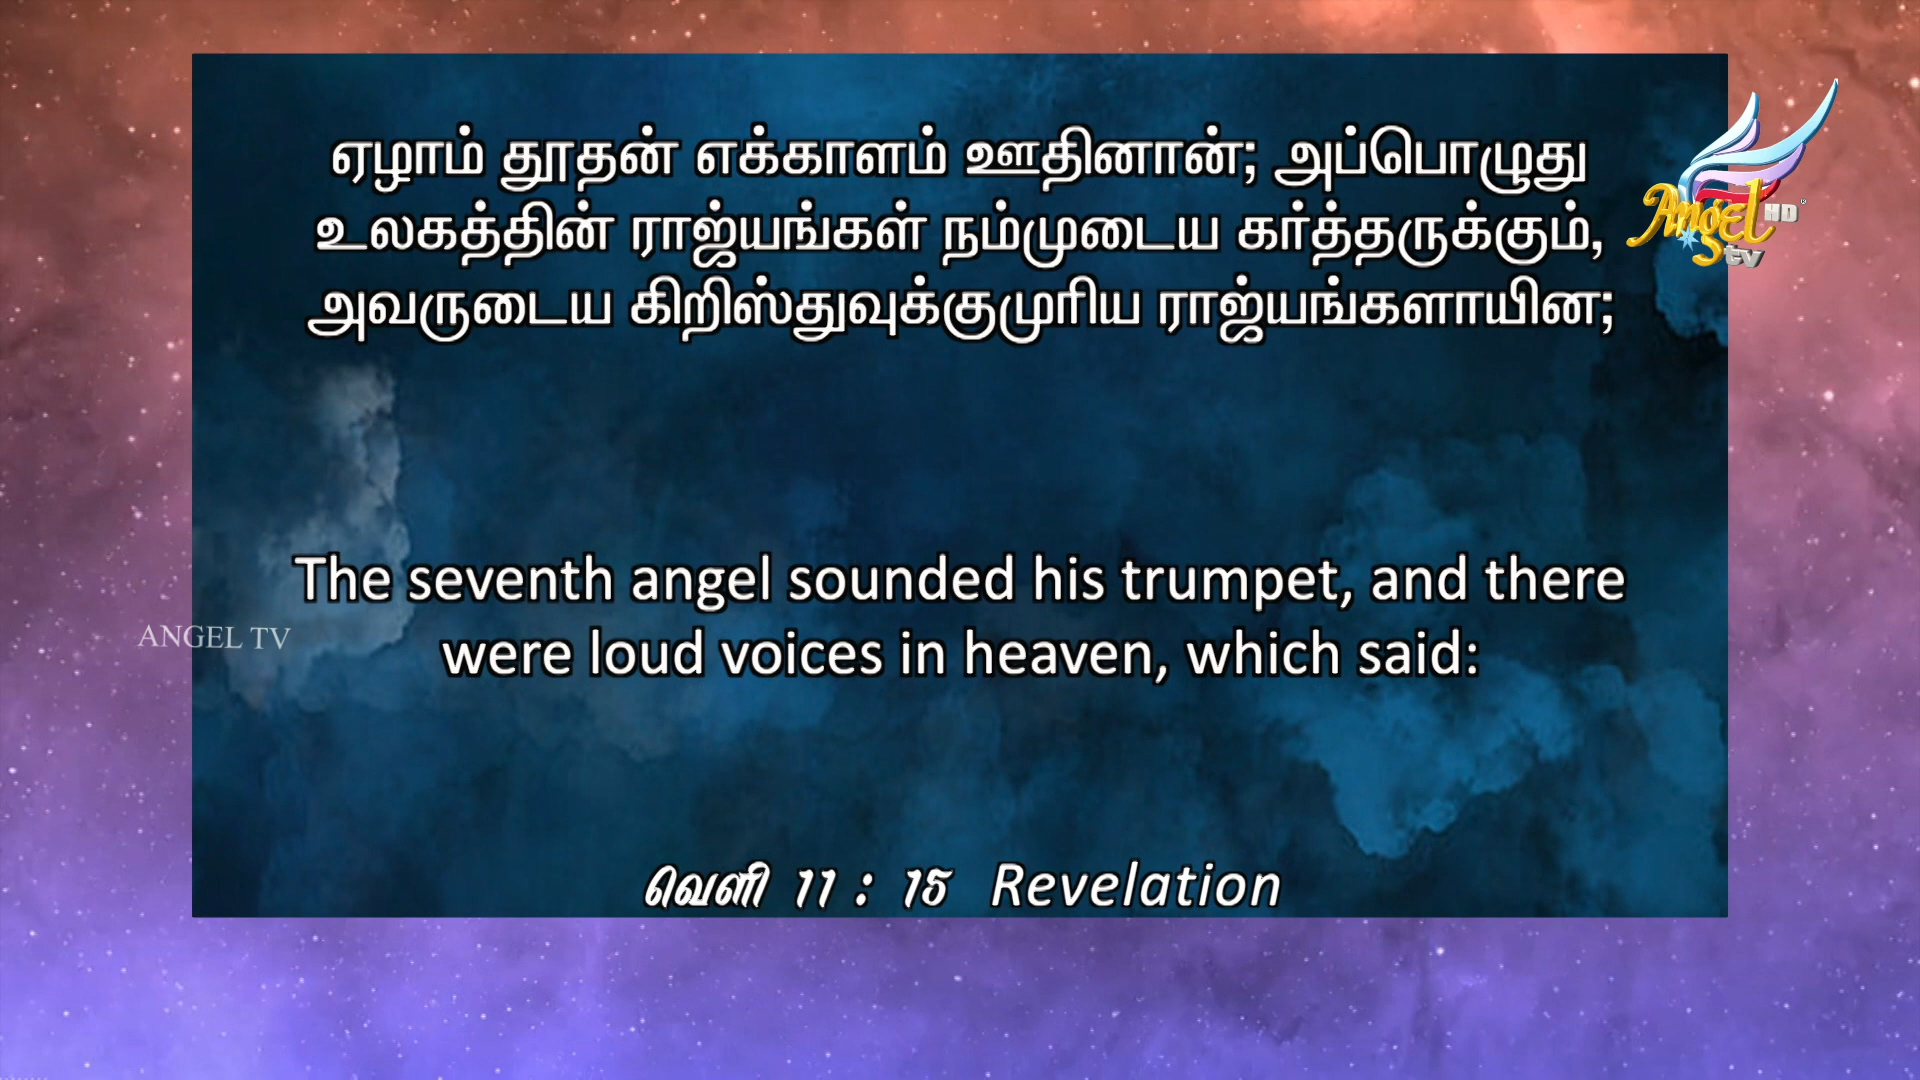 ஏழாம் தூதன் எக்காளம் ஊதினான்; அப்பொழுது
உலகத்தின் ராஜ்யங்கள் நம்முடைய கர்த்தருக்கும்,
அவருடைய கிறிஸ்துவுக்குமுரிய ராஜ்யங்களாயின;
Angel HD
tv
The seventh angel sounded his trumpet, and there
were loud voices in heaven, which said:
ANGEL TV
வெளி 11 : 15 Revelation